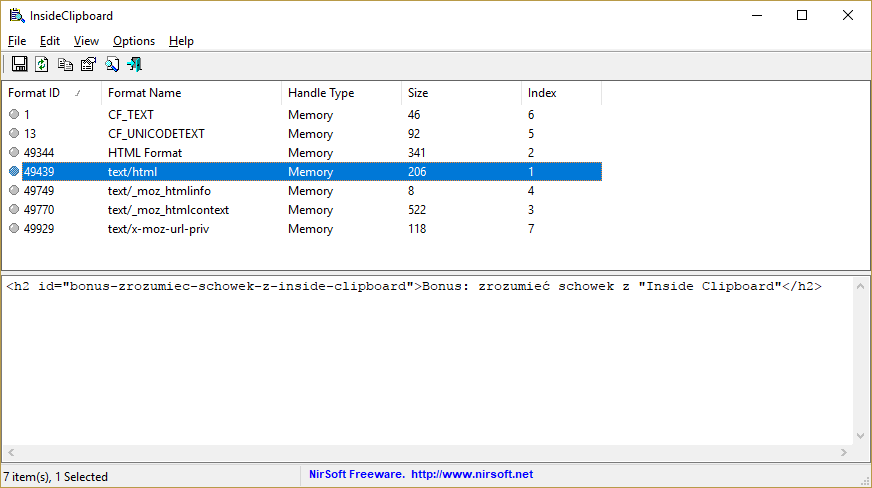 InsideClipboard
File Edit View Options Help
Format ID Format Name Handle Type Size Index
1 CF_TEXT Memory 46 6
13 CF_UNICODETEXT Memory 92 5
49344 HTML Format Memory 341 2
49439 text/html Memory 206 1
49749 text/_moz_htmlinfo Memory 8 4
49770 text/_moz_htmlcontext Memory 522 3
49929 text/x-moz-url-priv Memory 118 7
<h2 id="bonus-zrozumiec-schowek-z-inside-clipboard">Bonus: zrozumieć schowek z "Inside Clipboard"</h2>
7 item(s), 1 Selected NirSoft Freeware. http://www.nirsoft.net